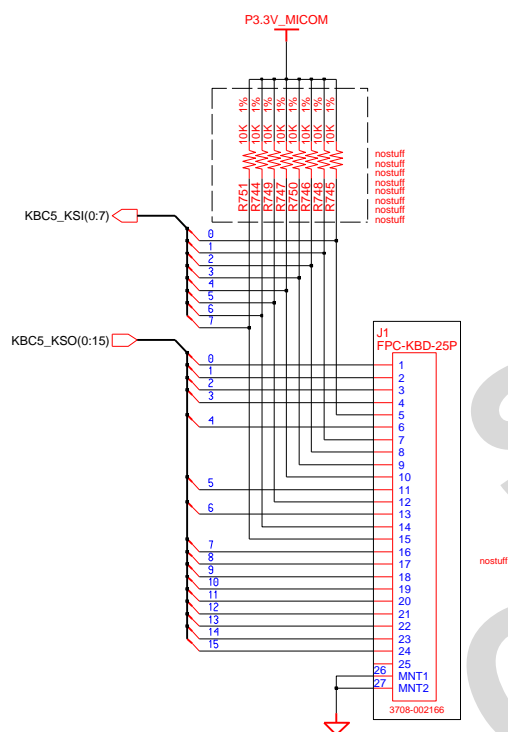 P3.3V_MICOM
10K 1%
10K 1%
10K 1%
10K 1%
10K 1%
10K 1%
10K 1%
10K 1%
nostuff
nostuff
nostuff
nostuff
nostuff
nostuff
nostuff
nostuff
R751
R744
R749
R747
R750
R746
R748
R745
KBC5_KSI(0:7)
0
1
2
3
4
5
6
7
KBC5_KSO(0:15)
0
1
2
3
4
5
6
7
8
9
10
11
12
13
14
15
J1
FPC-KBD-25P
1
2
3
4
5
6
7
8
9
10
11
12
13
14
15
16
17
18
19
20
21
22
23
24
25
26 MNT1
27 MNT2
3708-002166
nostuff